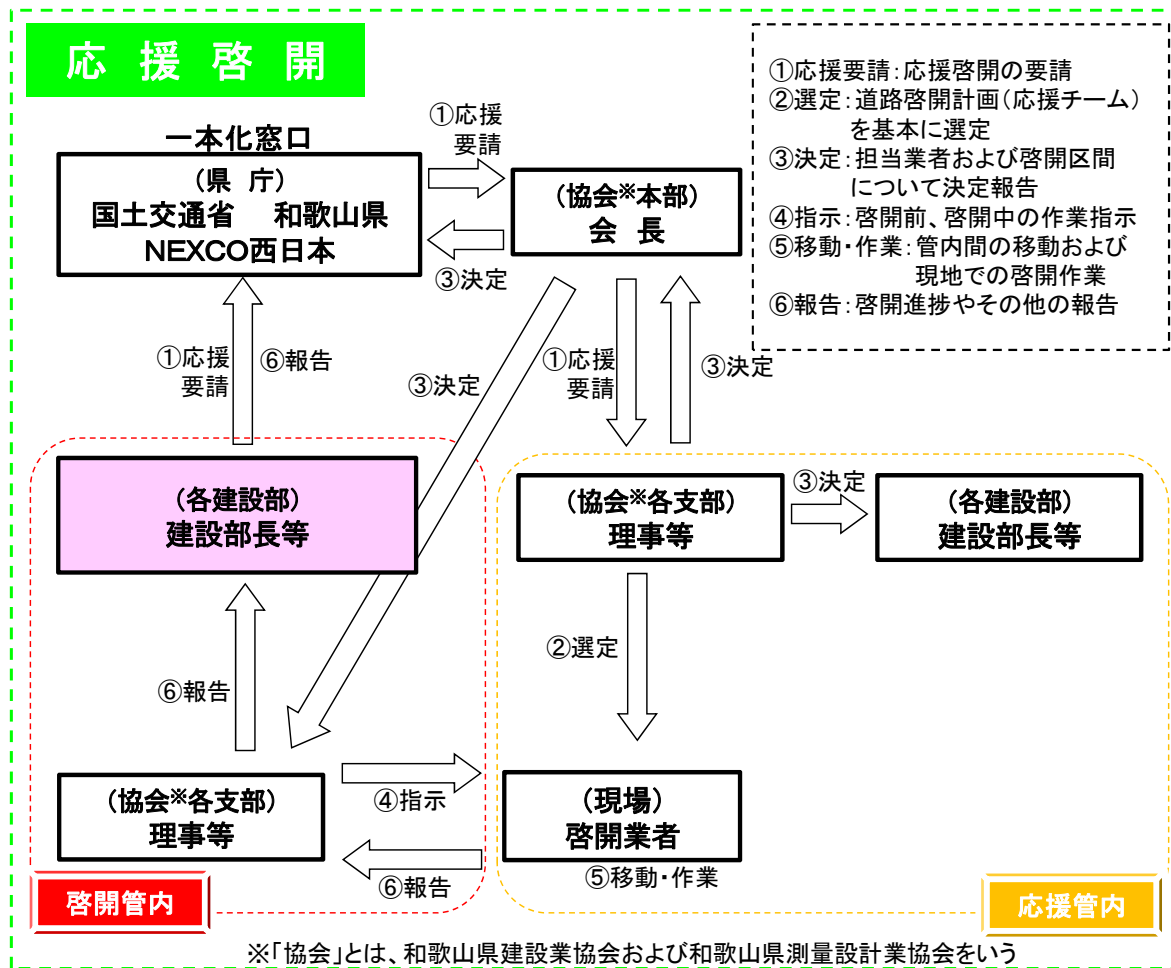 応援啓開
①応援要請：応援啓開の要請
②選定：道路啓開計画（応援チーム）
を基本に選定
③決定：担当業者および啓開区間
について決定報告
④指示：啓開前、啓開中の作業指示
⑤移動・作業：管内間の移動および
現地での啓開作業
⑥報告：啓開進捗やその他の報告
一本化窓口
（県 庁）
国土交通省 和歌山県
NEXCO西日本
①応援
要請
③決定
（協会※本部）
会 長
①応援
要請
⑥報告
③決定
①応援
要請
③決定
（各建設部）
建設部長等
（協会※各支部）
理事等
③決定
（各建設部）
建設部長等
⑥報告
②選定
（協会※各支部）
理事等
④指示
⑥報告
（現場）
啓開業者
⑤移動・作業
啓開管内
応援管内
※「協会」とは、和歌山県建設業協会および和歌山県測量設計業協会をいう